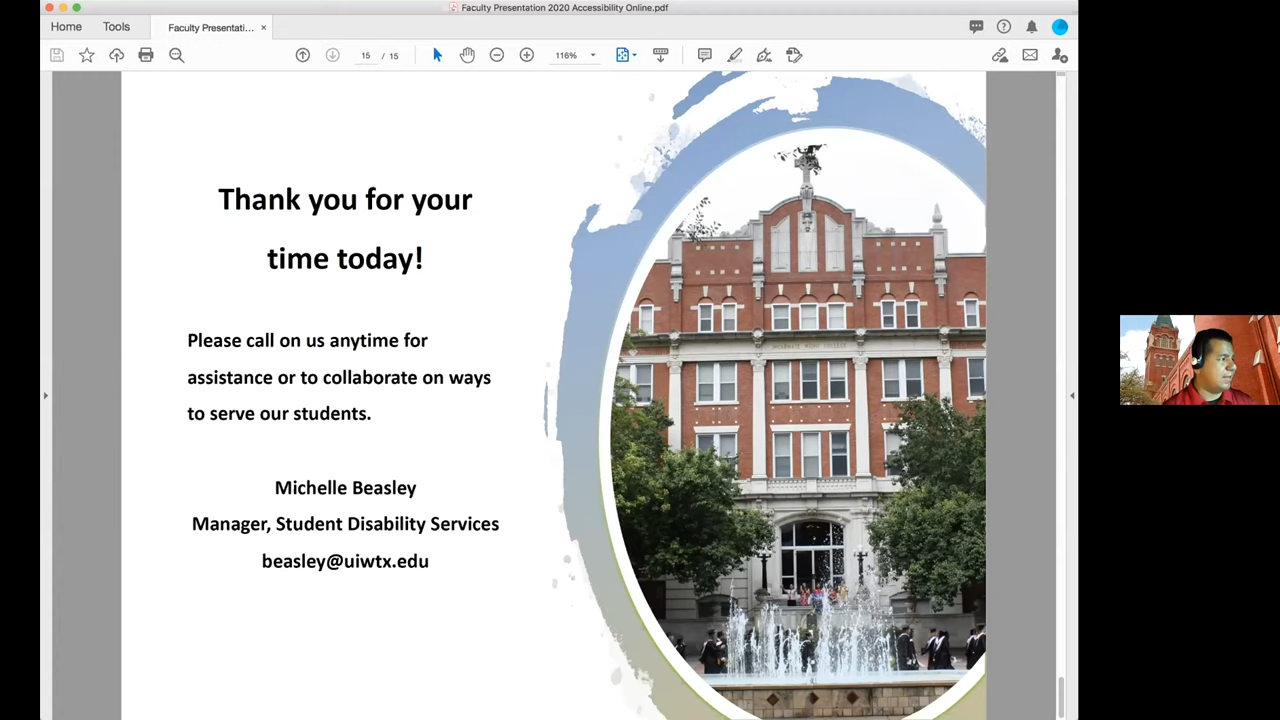 Faculty Presentation 2020 Accessibility Online.pdf
Home
Tools
Faculty Presentati...
15 / 15
116%
Thank you for your
time today!
Please call on us anytime for
assistance or to collaborate on ways
to serve our students.
Michelle Beasley
Manager, Student Disability Services
beasley@uiwtx.edu